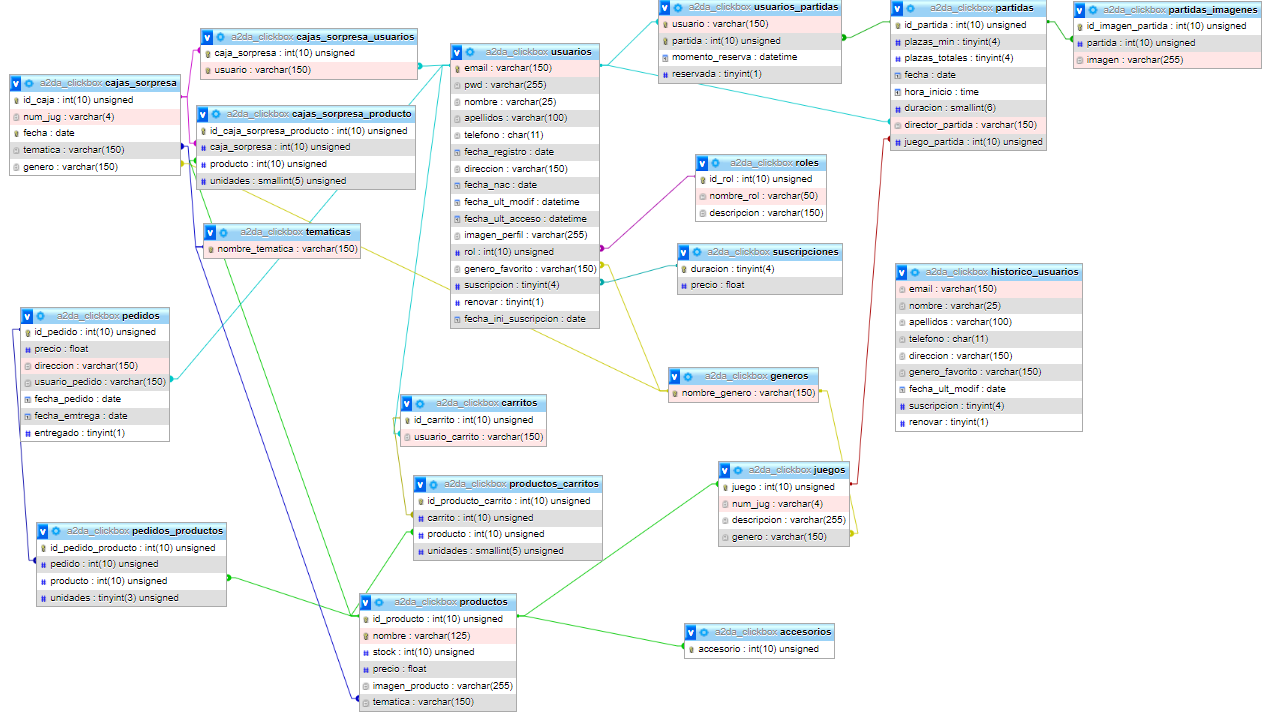 a2da_clickbox cajas_sorpresa_usuarios
caja_sorpresa : int(10) unsigned
usuario : varchar(150)
a2da_clickbox cajas_sorpresa
id_caja : int(10) unsigned
num_jug : varchar(4)
fecha : date
tematica : varchar(150)
genero : varchar(150)
a2da_clickbox cajas_sorpresa_producto
id_caja_sorpresa_producto : int(10) unsigned
caja_sorpresa : int(10) unsigned
producto : int(10) unsigned
unidades : smallint(5) unsigned
a2da_clickbox tematicas
nombre_tematica : varchar(150)
a2da_clickbox usuarios
email : varchar(150)
pwd : varchar(255)
nombre : varchar(25)
apellidos : varchar(100)
telefono : char(11)
fecha_registro : date
direccion : varchar(150)
fecha_nac : date
fecha_ult_modif : datetime
fecha_ult_acceso : datetime
imagen_perfil : varchar(255)
rol : int(10) unsigned
genero_favorito : varchar(150)
suscripcion : tinyint(4)
renovar : tinyint(1)
fecha_ini_suscripcion : date
a2da_clickbox usuarios_partidas
usuario : varchar(150)
partida : int(10) unsigned
momento_reserva : datetime
reservada : tinyint(1)
a2da_clickbox partidas
id_partida : int(10) unsigned
plazas_min : tinyint(4)
plazas_totales : tinyint(4)
fecha : date
hora_inicio : time
duracion : smallint(6)
director_partida : varchar(150)
juego_partida : int(10) unsigned
a2da_clickbox partidas_imagenes
id_imagen_partida : int(10) unsigned
partida : int(10) unsigned
imagen : varchar(255)
a2da_clickbox roles
id_rol : int(10) unsigned
nombre_rol : varchar(50)
descripcion : varchar(150)
a2da_clickbox suscripciones
duracion : tinyint(4)
precio : float
a2da_clickbox historico_usuarios
email : varchar(150)
nombre : varchar(25)
apellidos : varchar(100)
telefono : char(11)
direccion : varchar(150)
genero_favorito : varchar(150)
fecha_ult_modif : date
suscripcion : tinyint(4)
renovar : tinyint(1)
a2da_clickbox pedidos
id_pedido : int(10) unsigned
precio : float
direccion : varchar(150)
usuario_pedido : varchar(150)
fecha_pedido : date
fecha_emtrega : date
entregado : tinyint(1)
a2da_clickbox generos
nombre_genero : varchar(150)
a2da_clickbox carritos
id_carrito : int(10) unsigned
usuario_carrito : varchar(150)
a2da_clickbox productos_carritos
id_producto_carrito : int(10) unsigned
carrito : int(10) unsigned
producto : int(10) unsigned
unidades : smallint(5) unsigned
a2da_clickbox juegos
juego : int(10) unsigned
num_jug : varchar(4)
descripcion : varchar(255)
genero : varchar(150)
a2da_clickbox pedidos_productos
id_pedido_producto : int(10) unsigned
pedido : int(10) unsigned
producto : int(10) unsigned
unidades : tinyint(3) unsigned
a2da_clickbox productos
id_producto : int(10) unsigned
nombre : varchar(125)
stock : int(10) unsigned
precio : float
imagen_producto : varchar(255)
tematica : varchar(150)
a2da_clickbox accesorios
accesorio : int(10) unsigned